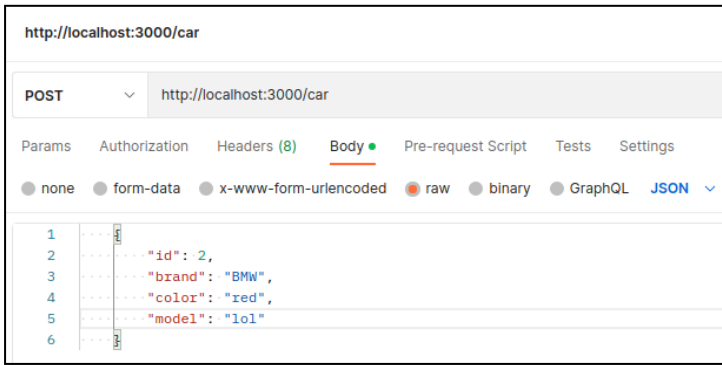 http://localhost:3000/car
POST http://localhost:3000/car
Params Authorization Headers (8) Body Pre-request Script Tests Settings
none form-data x-www-form-urlencoded raw binary GraphQL JSON
1 {
2 "id": 2,
3 "brand": "BMW",
4 "color": "red",
5 "model": "lol"
6 }